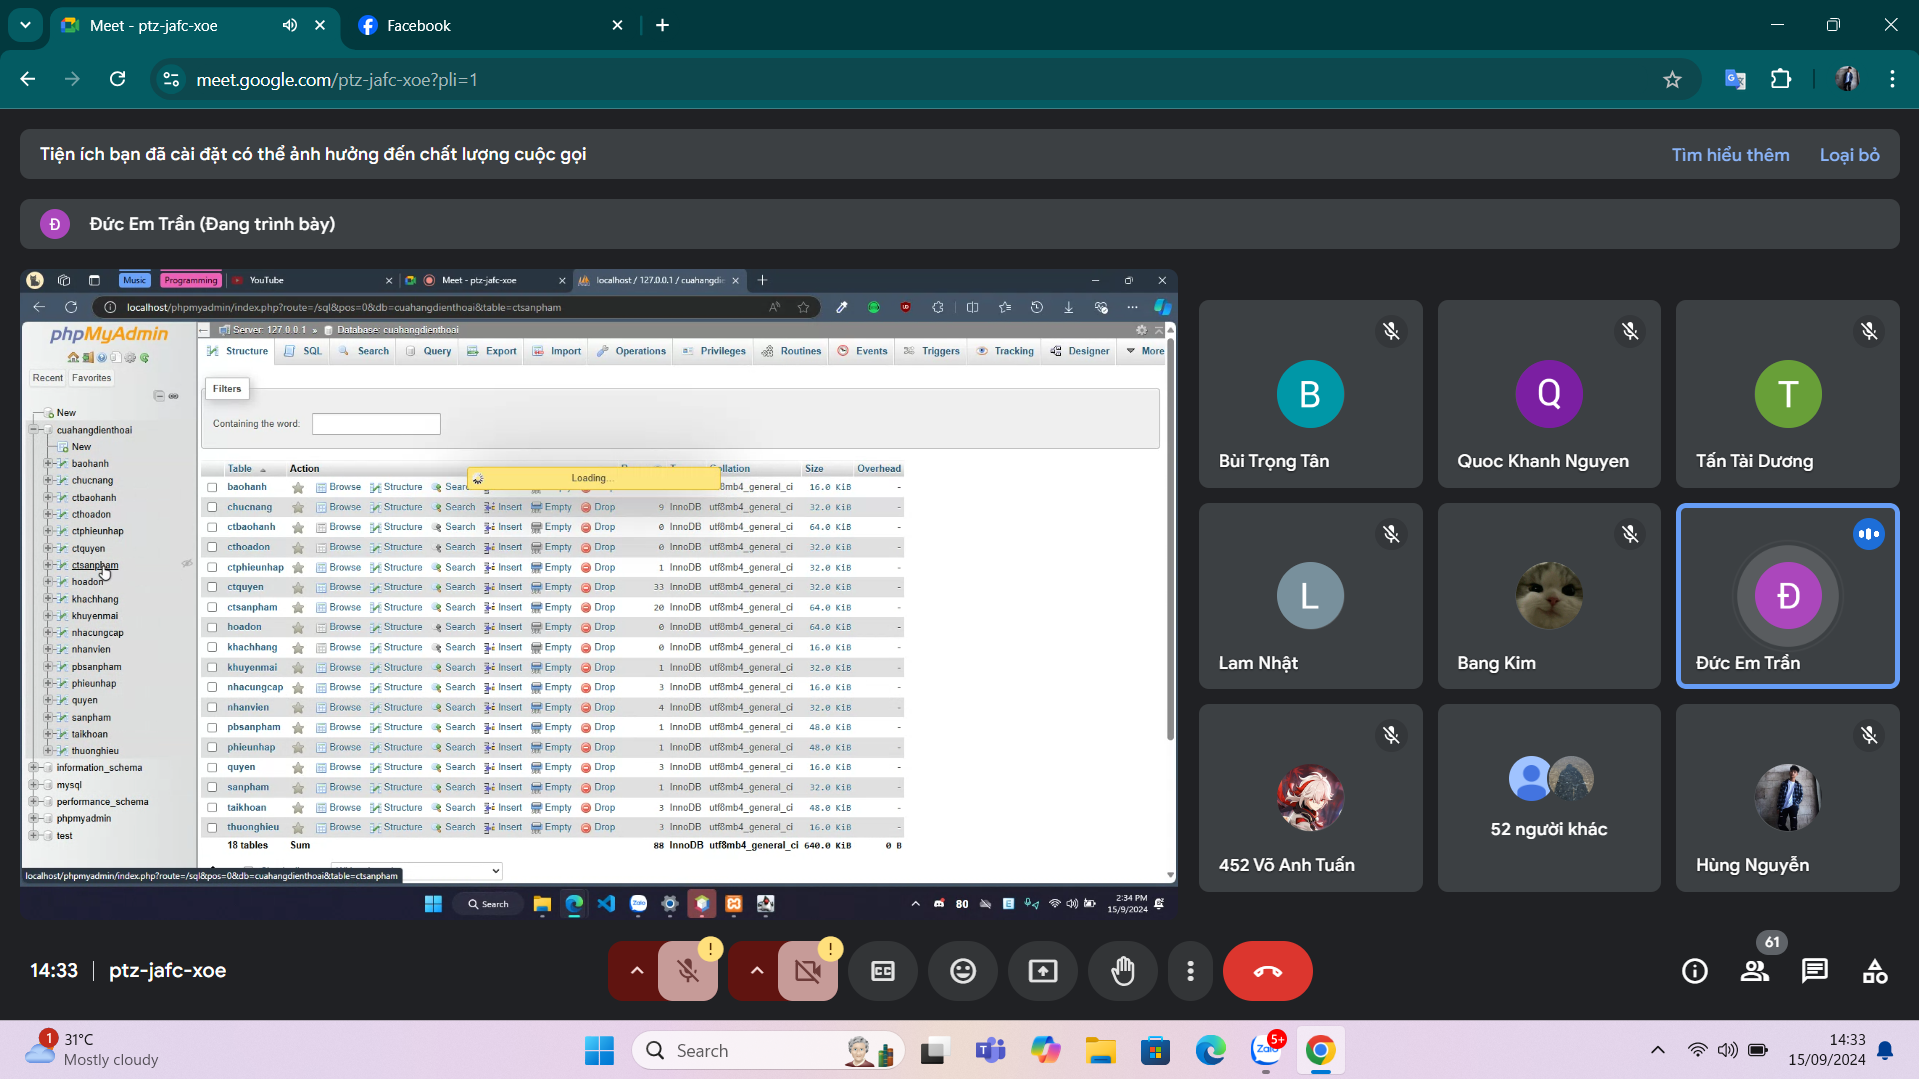 Meet - ptz-jafc-xoe
Facebook
meet.google.com/ptz-jafc-xoe?pli=1
Tiện ích bạn đã cài đặt có thể ảnh hưởng đến chất lượng cuộc gọi
Tìm hiểu thêm
Loại bỏ
Đ
Đức Em Trần (Đang trình bày)
Music
Programming
YouTube
Meet - ptz-jafc-xoe
localhost / 127.0.0.1 / cuahangdie
localhost/phpmyadmin/index.php?route=/sql&pos=0&db=cuahangdienthoai&table=ctsanpham
phpMyAdmin
Recent
Favorites
New
cuahangdienthoai
New
baohanh
chucnang
ctbaohanh
cthoadon
ctphieunhap
ctquyen
ctsanpham
hoadon
khachhang
khuyenmai
nhacungcap
nhanvien
pbsanpham
phieunhap
quyen
sanpham
taikhoan
thuonghieu
information_schema
mysql
performance_schema
phpmyadmin
test
localhost/phpmyadmin/index.php?route=/sql&pos=0&db=cuahangdienthoai&table=ctsanpham
Server: 127.0.0.1 » Database: cuahangdienthoai
Structure SQL Search Query Export Import Operations Privileges Routines Events Triggers Tracking Designer More
Filters
Containing the word:
Table Action Collation Size Overhead
Loading...
baohanh Browse Structure utf8mb4_general_ci 16.0 KiB -
chucnang Browse Structure Search Insert Empty Drop 9 InnoDB utf8mb4_general_ci 32.0 KiB -
ctbaohanh Browse Structure Search Insert Empty Drop 0 InnoDB utf8mb4_general_ci 64.0 KiB -
cthoadon Browse Structure Search Insert Empty Drop 0 InnoDB utf8mb4_general_ci 32.0 KiB -
ctphieunhap Browse Structure Search Insert Empty Drop 1 InnoDB utf8mb4_general_ci 32.0 KiB -
ctquyen Browse Structure Search Insert Empty Drop 33 InnoDB utf8mb4_general_ci 32.0 KiB -
ctsanpham Browse Structure Search Insert Empty Drop 20 InnoDB utf8mb4_general_ci 64.0 KiB -
hoadon Browse Structure Search Insert Empty Drop 0 InnoDB utf8mb4_general_ci 64.0 KiB -
khachhang Browse Structure Search Insert Empty Drop 0 InnoDB utf8mb4_general_ci 16.0 KiB -
khuyenmai Browse Structure Search Insert Empty Drop 1 InnoDB utf8mb4_general_ci 32.0 KiB -
nhacungcap Browse Structure Search Insert Empty Drop 3 InnoDB utf8mb4_general_ci 16.0 KiB -
nhanvien Browse Structure Search Insert Empty Drop 4 InnoDB utf8mb4_general_ci 32.0 KiB -
pbsanpham Browse Structure Search Insert Empty Drop 1 InnoDB utf8mb4_general_ci 48.0 KiB -
phieunhap Browse Structure Search Insert Empty Drop 1 InnoDB utf8mb4_general_ci 48.0 KiB -
quyen Browse Structure Search Insert Empty Drop 3 InnoDB utf8mb4_general_ci 16.0 KiB -
sanpham Browse Structure Search Insert Empty Drop 1 InnoDB utf8mb4_general_ci 32.0 KiB -
taikhoan Browse Structure Search Insert Empty Drop 3 InnoDB utf8mb4_general_ci 48.0 KiB -
thuonghieu Browse Structure Search Insert Empty Drop 3 InnoDB utf8mb4_general_ci 16.0 KiB -
18 tables Sum 88 InnoDB utf8mb4_general_ci 640.0 KiB 0 B
Search
80
2:34 PM
15/9/2024
B
Bùi Trọng Tân
Q
Quoc Khanh Nguyen
T
Tấn Tài Dương
L
Lam Nhật
Bang Kim
Đ
Đức Em Trần
452 Võ Anh Tuấn
52 người khác
Hùng Nguyễn
14:33 | ptz-jafc-xoe
61
1
31°C
Mostly cloudy
Search
Zalo
5+
14:33
15/09/2024